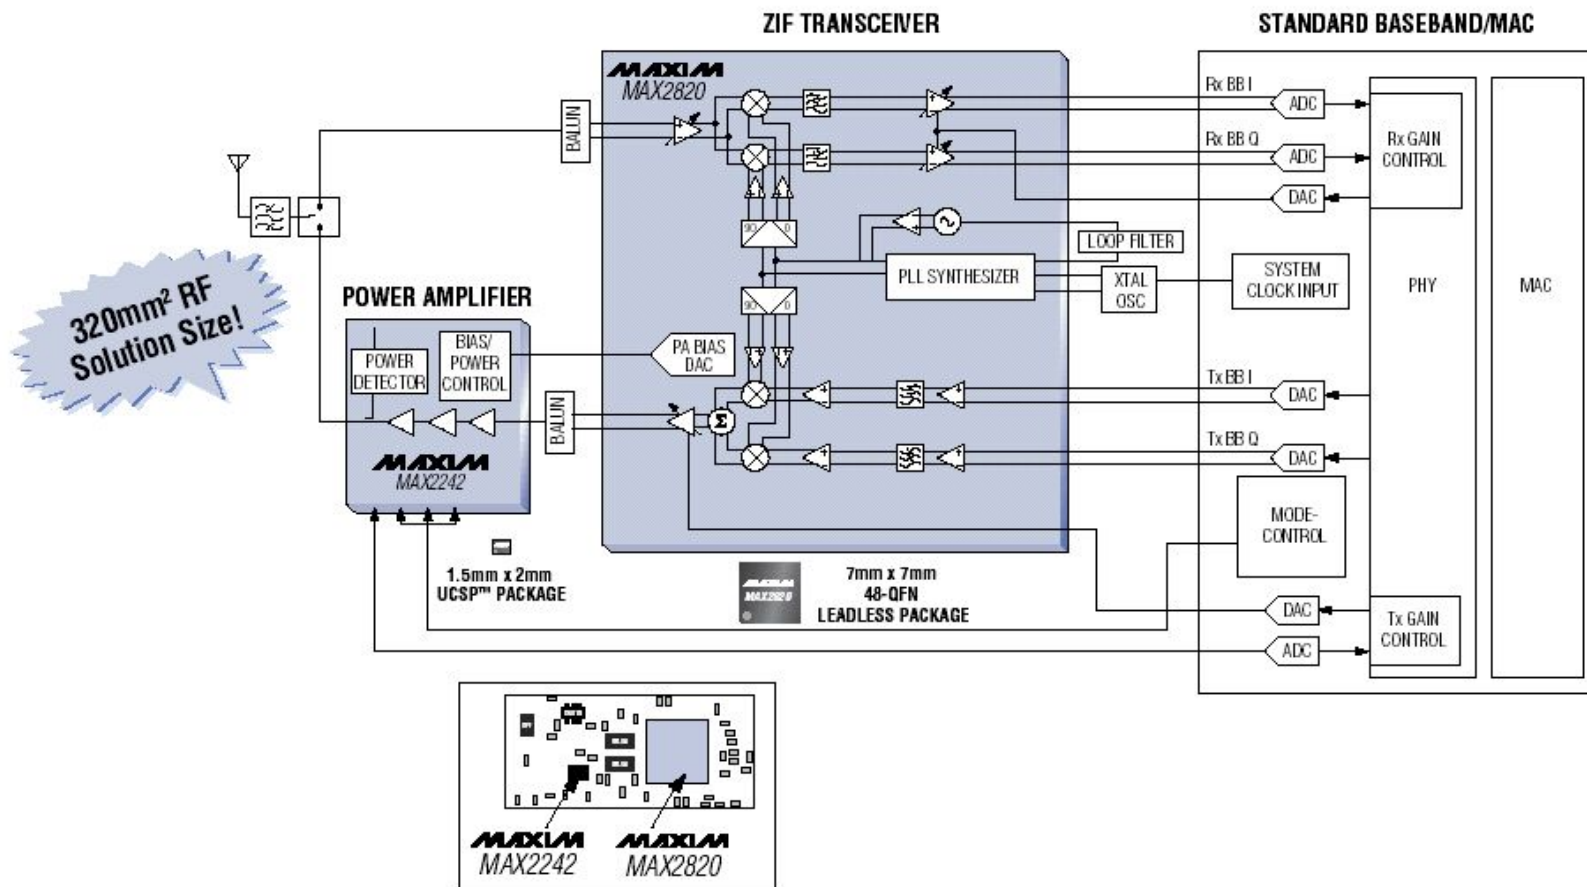 ZIF TRANSCEIVER
STANDARD BASEBAND/MAC
MAXIM
MAX2820
BALUN
Rx BB I
ADC
Rx BB Q
ADC
DAC
Rx GAIN
CONTROL
90
0
LOOP FILTER
PLL SYNTHESIZER
XTAL
OSC
SYSTEM
CLOCK INPUT
PHY
MAC
320mm² RF
Solution Size!
POWER AMPLIFIER
POWER
DETECTOR
BIAS/
POWER
CONTROL
PA BIAS
DAC
90
0
BALUN
Σ
Tx BB I
DAC
Tx BB Q
DAC
MAXIM
MAX2242
MODE-
CONTROL
1.5mm x 2mm
UCSP™ PACKAGE
MAXIM
MAX2820
7mm x 7mm
48-QFN
LEADLESS PACKAGE
DAC
ADC
Tx GAIN
CONTROL
MAXIM
MAX2242
MAXIM
MAX2820